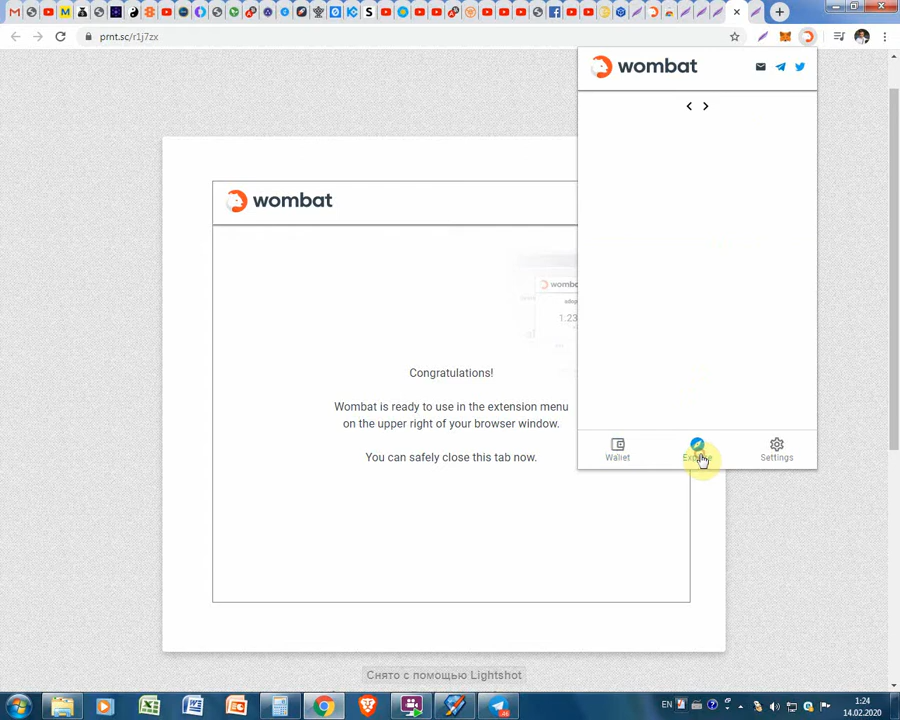 prnt.sc/r1j7zx
wombat
wombat
Congratulations!
Wombat is ready to use in the extension menu
on the upper right of your browser window.
You can safely close this tab now.
Wallet
Settings
Снято с помощью Lightshot
EN
1:24
14.02.2020